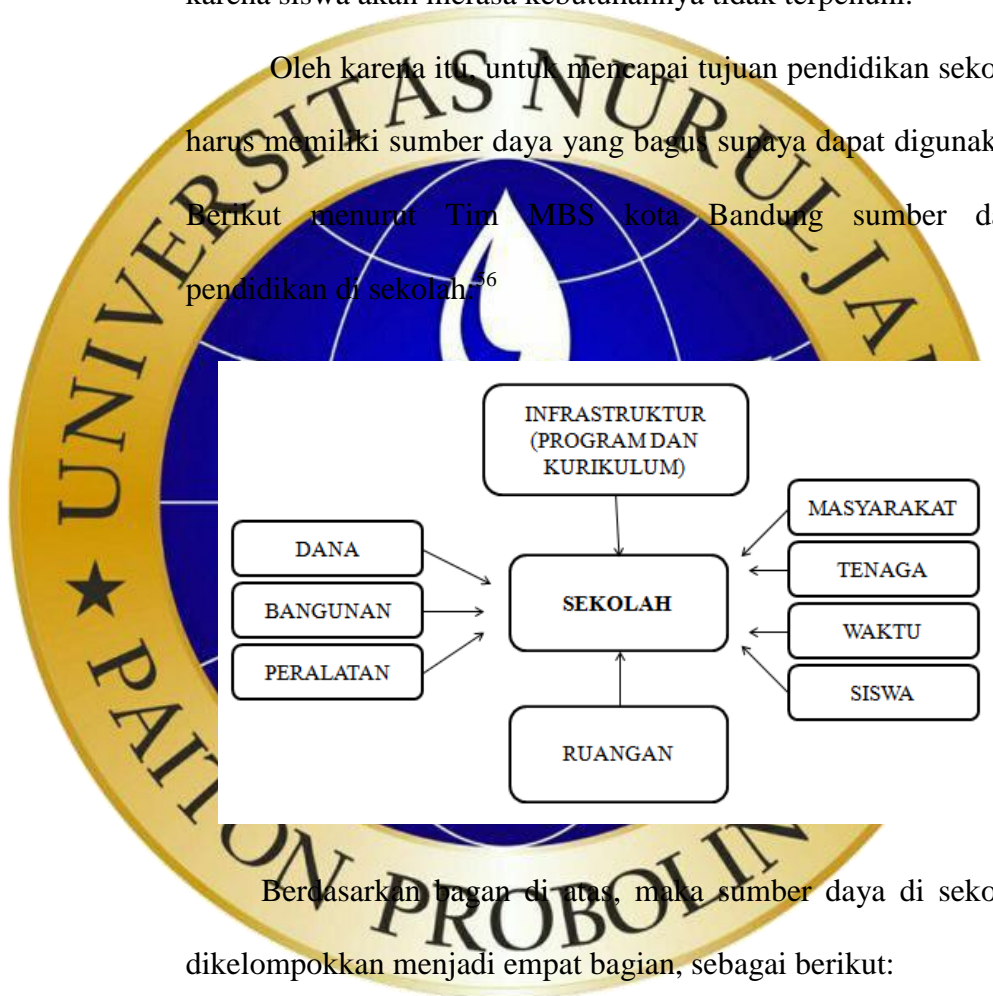 karena siswa akan merasa kebutuhannya tidak terpenuhi.
Oleh karena itu, untuk mencapai tujuan pendidikan seko
harus memiliki sumber daya yang bagus supaya dapat digunak
Berikut menurut Tim MBS kota Bandung sumber da
pendidikan di sekolah:56
INFRASTRUKTUR
(PROGRAM DAN
KURIKULUM)
DANA
BANGUNAN
PERALATAN
SEKOLAH
MASYARAKAT
TENAGA
WAKTU
SISWA
RUANGAN
Berdasarkan bagan di atas, maka sumber daya di seko
dikelompokkan menjadi empat bagian, sebagai berikut:
UNIVERSITAS NURUL JA
★ PAITON PROBOLIN